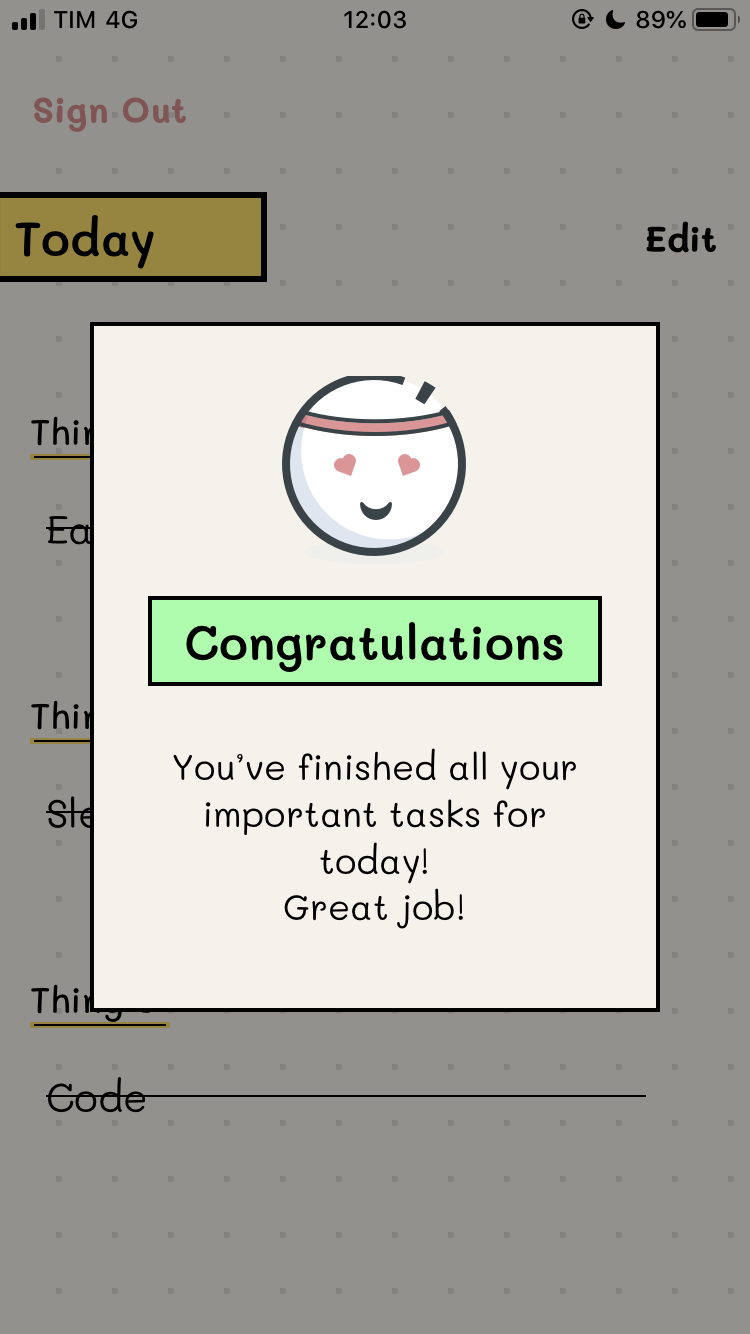 TIM 4G 12:03 89%
Sign Out
Today
Edit
Congratulations
You've finished all your
important tasks for
today!
Great job!
Code